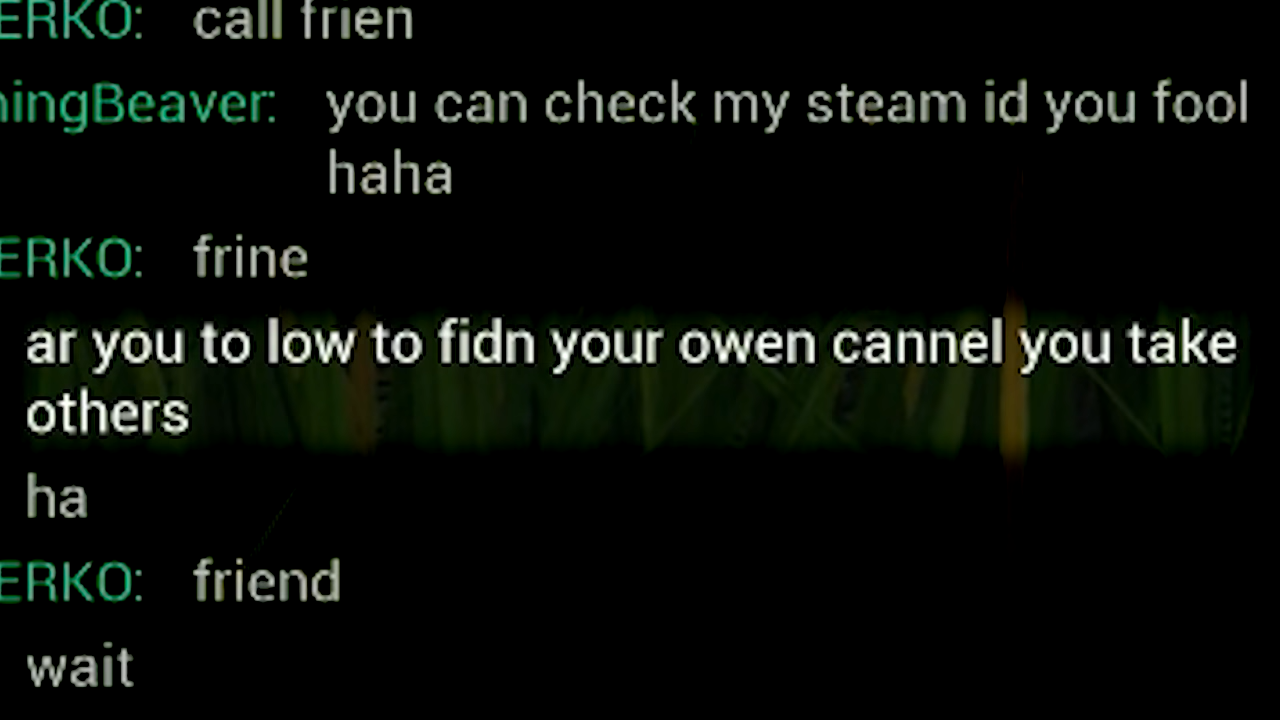 ERKO: call frien
ningBeaver: you can check my steam id you fool
haha
ERKO: frine
ar you to low to fidn your owen cannel you take
others
ha
ERKO: friend
wait